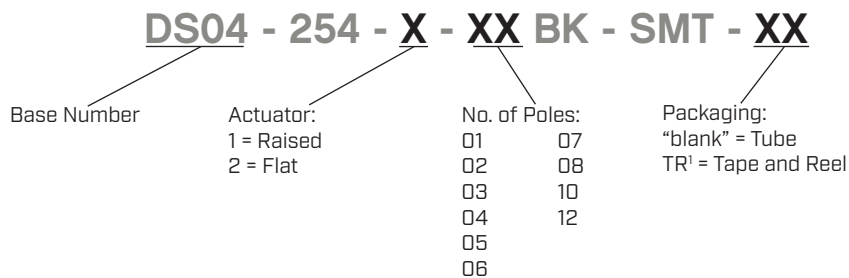 DS04 - 254 - X - XX BK - SMT - XX
Base Number
Actuator:
1 = Raised
2 = Flat
No. of Poles:
01 07
02 08
03 10
04 12
05
06
Packaging:
“blank” = Tube
TR¹ = Tape and Reel